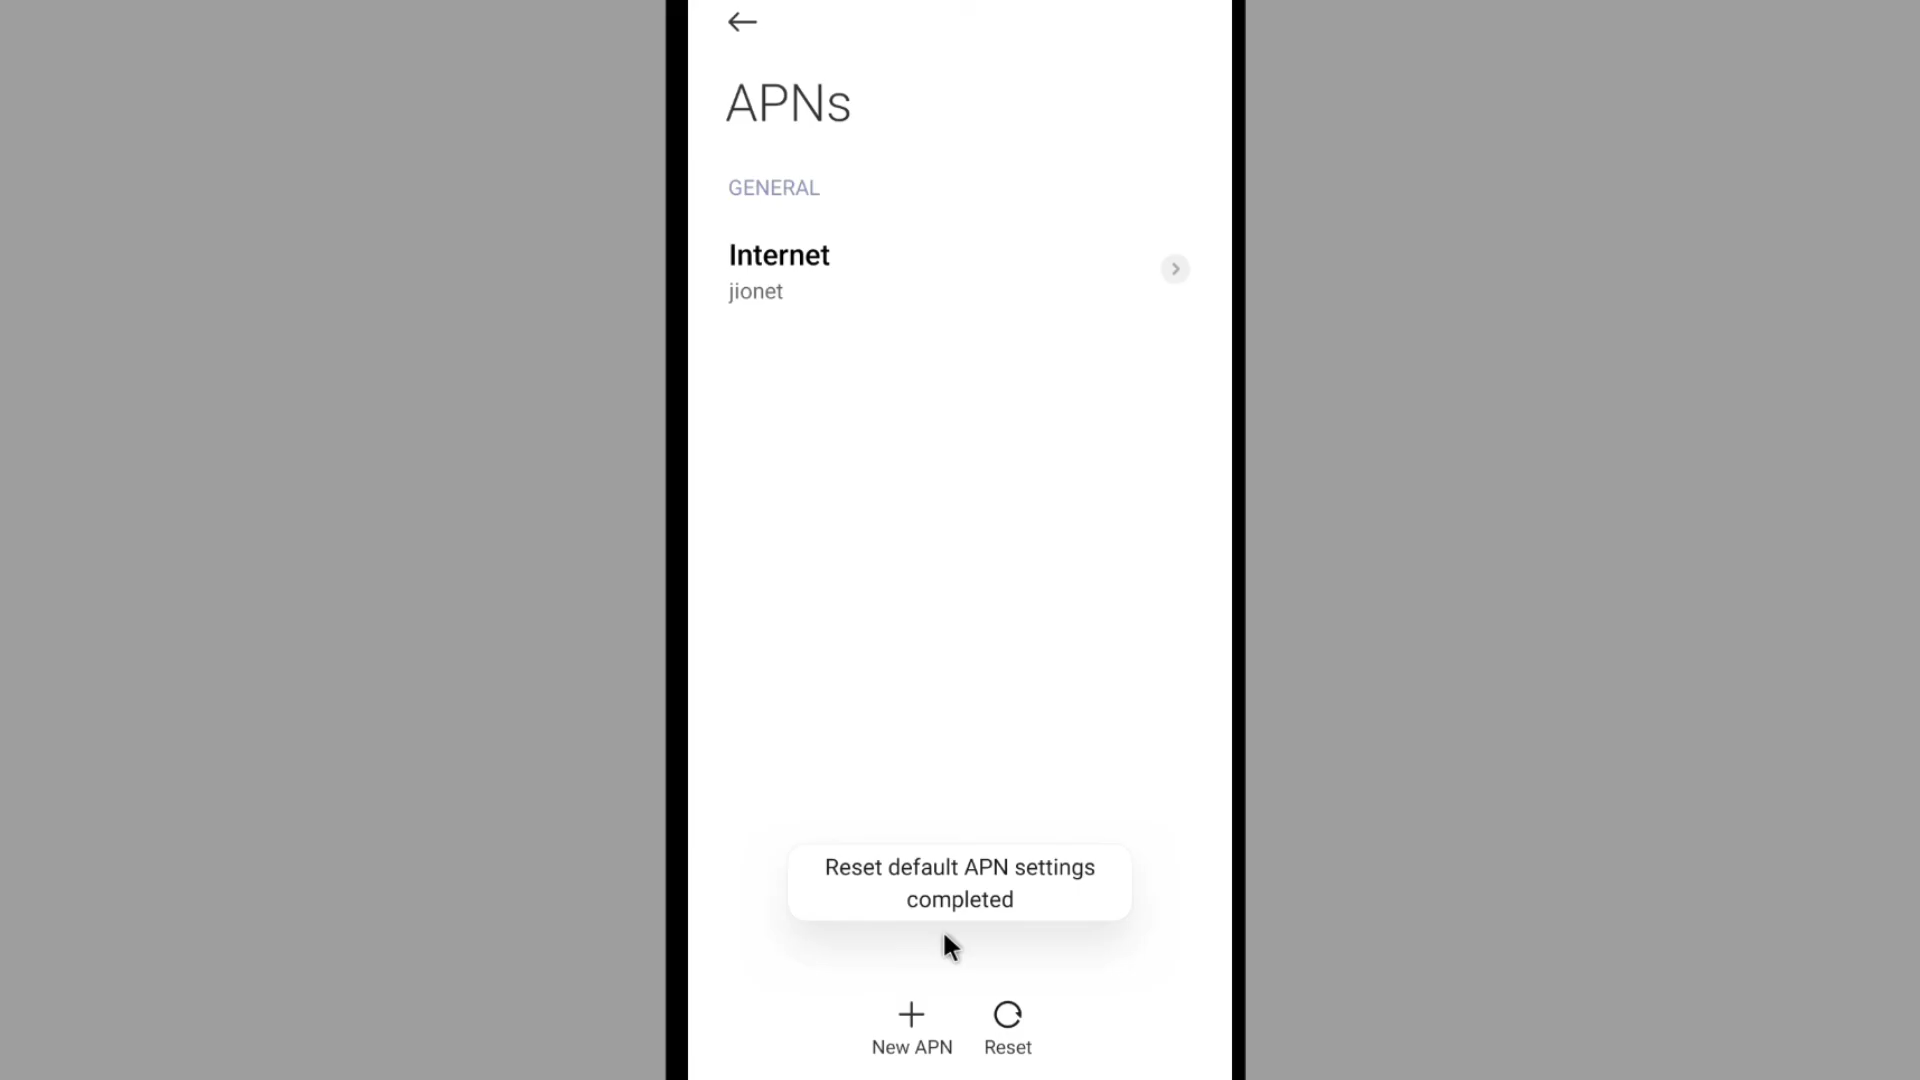 APNs
GENERAL
Internet
jionet
Reset default APN settings
completed
New APN
Reset